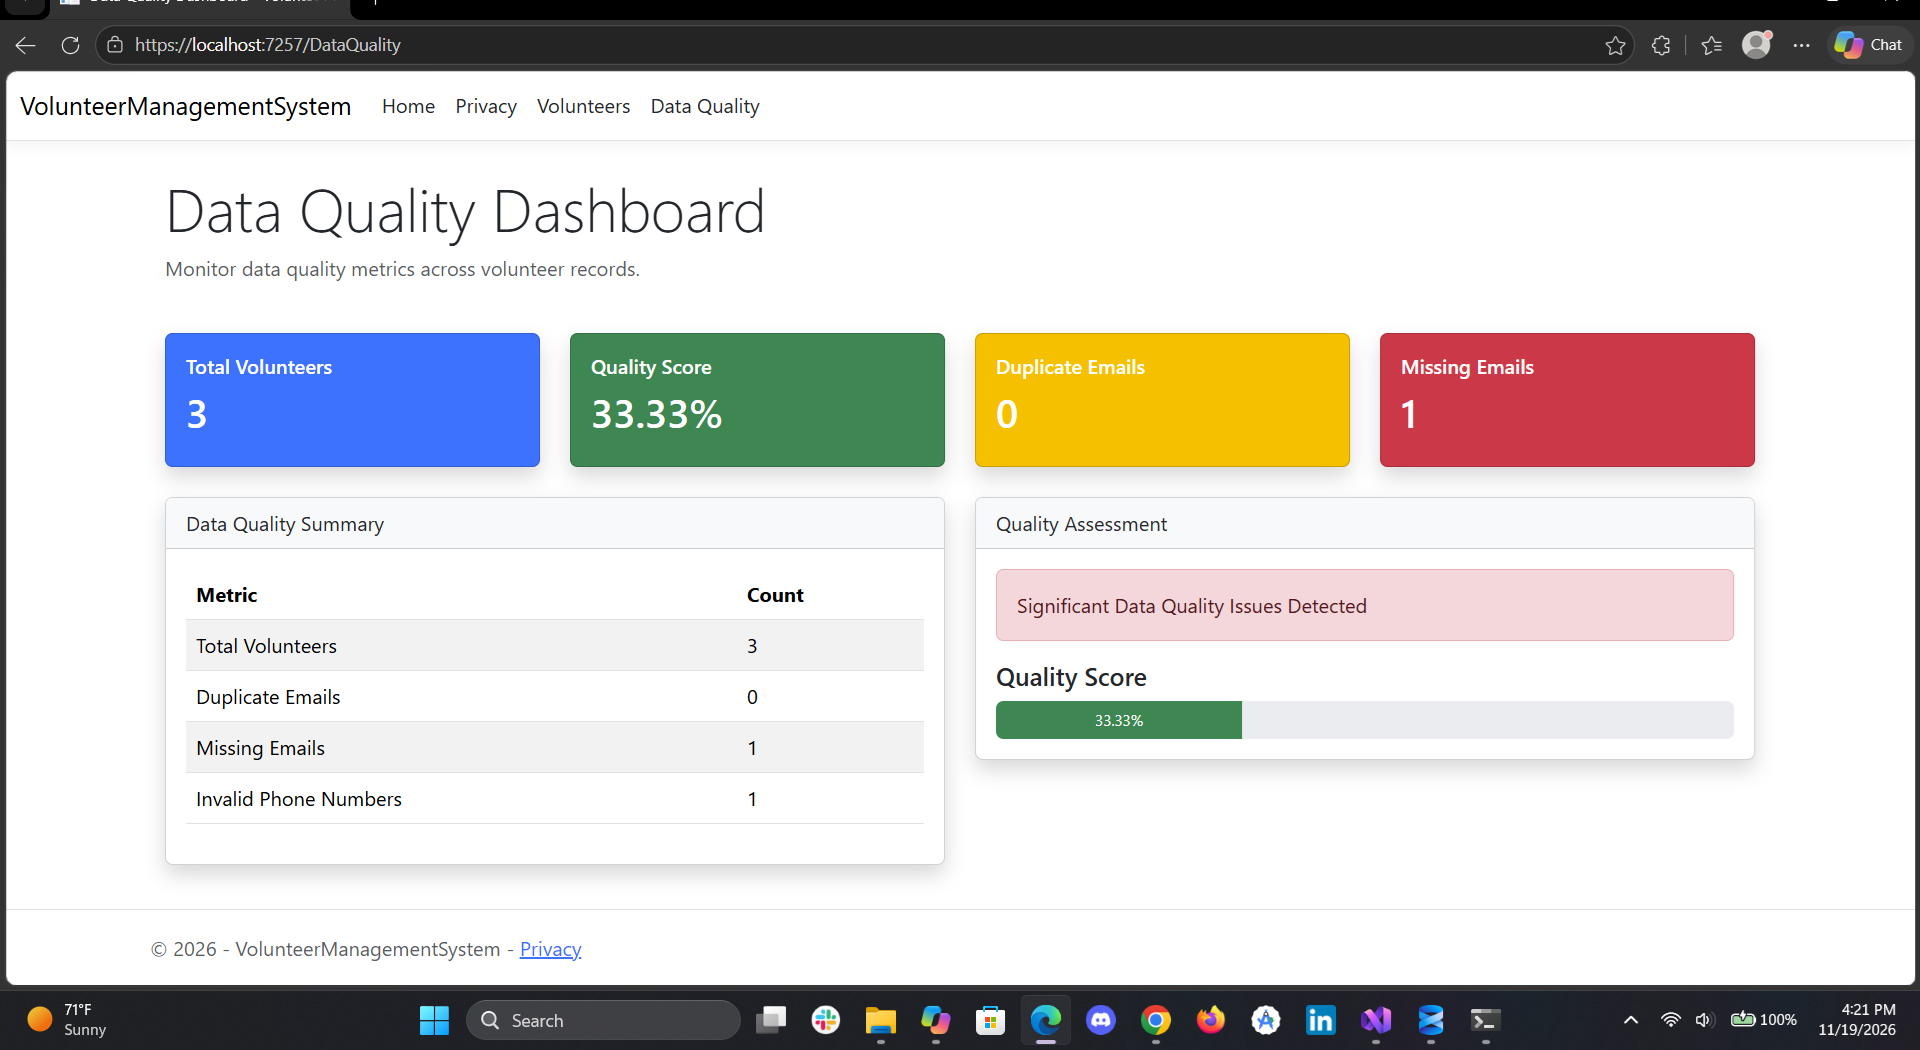 https://localhost:7257/DataQuality
Chat
VolunteerManagementSystem Home Privacy Volunteers Data Quality
Data Quality Dashboard
Monitor data quality metrics across volunteer records.
Total Volunteers
3
Quality Score
33.33%
Duplicate Emails
0
Missing Emails
1
Data Quality Summary
Metric Count
Total Volunteers 3
Duplicate Emails 0
Missing Emails 1
Invalid Phone Numbers 1
Quality Assessment
Significant Data Quality Issues Detected
Quality Score
33.33%
© 2026 - VolunteerManagementSystem - Privacy
71°F
Sunny
Search
in
100%
4:21 PM
11/19/2026